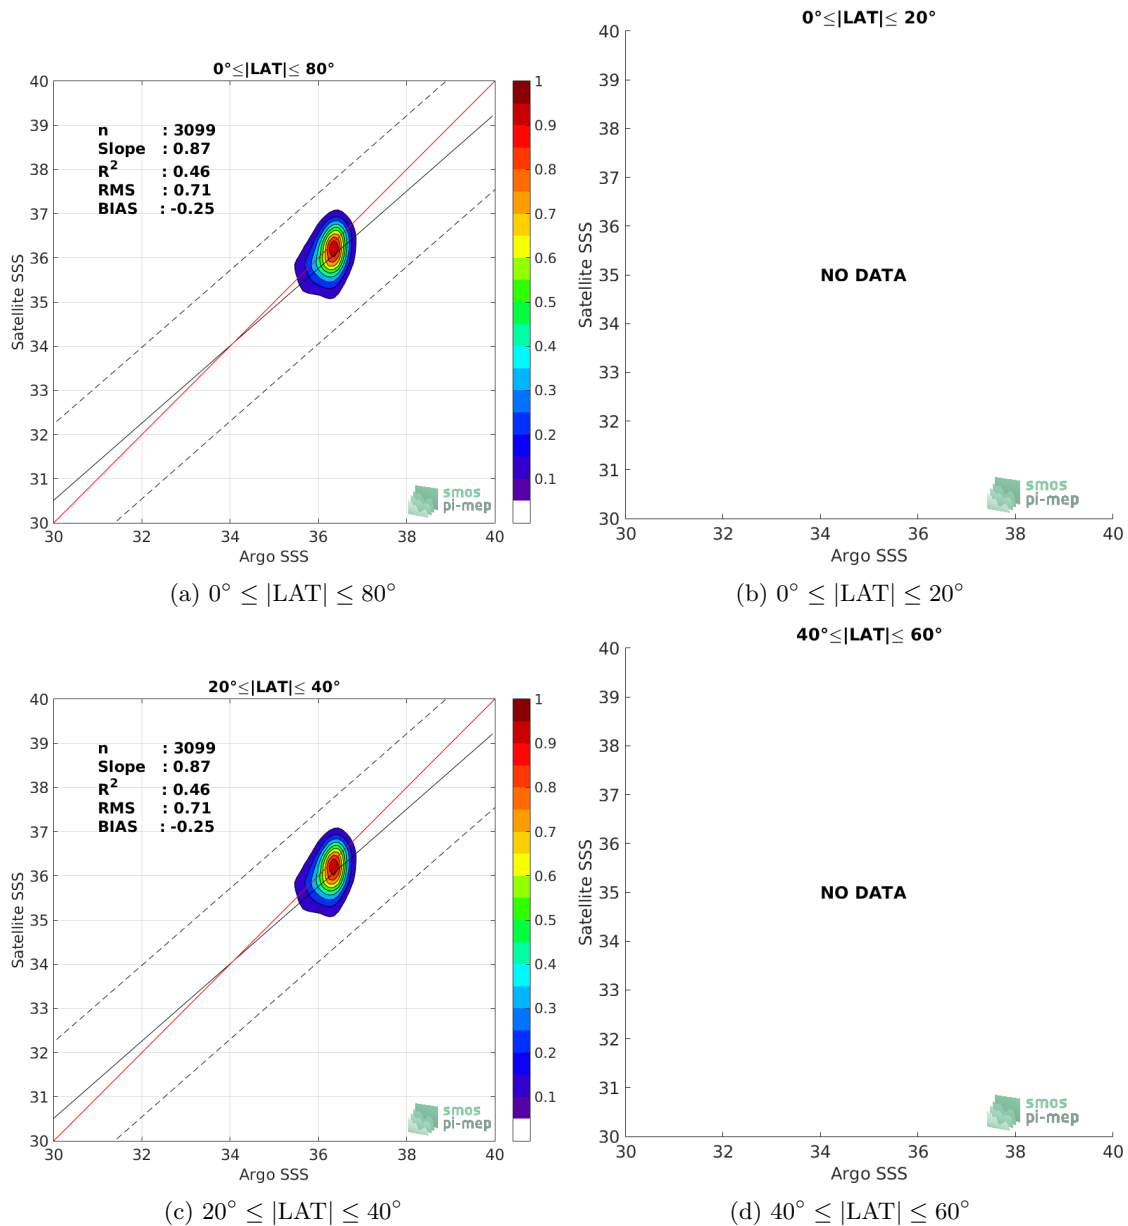 0°≤|LAT|≤ 80°
40
39
38
37
36
35
34
33
32
31
30
Satellite SSS
n : 3099
Slope : 0.87
R² : 0.46
RMS : 0.71
BIAS : -0.25
smos
pi-mep
30 32 34 36 38 40
Argo SSS
1
0.9
0.8
0.7
0.6
0.5
0.4
0.3
0.2
0.1
(a) 0° ≤ |LAT| ≤ 80°
0°≤|LAT|≤ 20°
40
39
38
37
36
35
34
33
32
31
30
Satellite SSS
NO DATA
smos
pi-mep
30 32 34 36 38 40
Argo SSS
(b) 0° ≤ |LAT| ≤ 20°
20°≤|LAT|≤ 40°
40
39
38
37
36
35
34
33
32
31
30
Satellite SSS
n : 3099
Slope : 0.87
R² : 0.46
RMS : 0.71
BIAS : -0.25
smos
pi-mep
30 32 34 36 38 40
Argo SSS
1
0.9
0.8
0.7
0.6
0.5
0.4
0.3
0.2
0.1
(c) 20° ≤ |LAT| ≤ 40°
40°≤|LAT|≤ 60°
40
39
38
37
36
35
34
33
32
31
30
Satellite SSS
NO DATA
smos
pi-mep
30 32 34 36 38 40
Argo SSS
(d) 40° ≤ |LAT| ≤ 60°